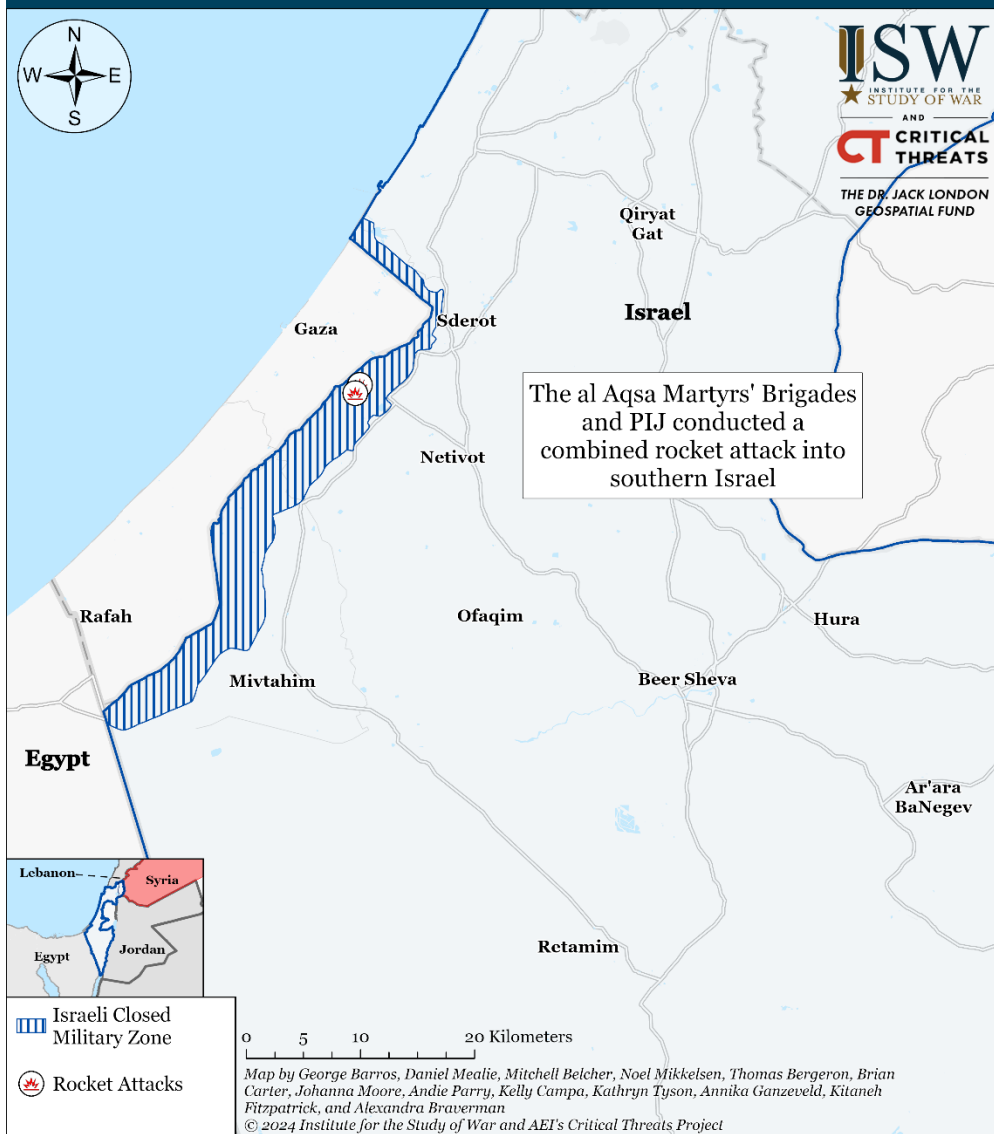 N
W
E
S
ISW
INSTITUTE FOR THE
STUDY OF WAR
AND
CT CRITICAL
THREATS
THE DR. JACK LONDON
GEOSPATIAL FUND
Qiryat
Gat
Israel
Gaza
Sderot
The al Aqsa Martyrs' Brigades
and PIJ conducted a
combined rocket attack into
southern Israel
Netivot
Rafah
Ofaqim
Hura
Mivtahim
Beer Sheva
Egypt
Ar'ara
BaNegev
Lebanon
Syria
Egypt
Jordan
Retamim
Israeli Closed
Military Zone
Rocket Attacks
0 5 10 20 Kilometers
Map by George Barros, Daniel Mealie, Mitchell Belcher, Noel Mikkelsen, Thomas Bergeron, Brian
Carter, Johanna Moore, Andie Parry, Kelly Campa, Kathryn Tyson, Annika Ganzeveld, Kitaneh
Fitzpatrick, and Alexandra Braverman
© 2024 Institute for the Study of War and AEI's Critical Threats Project